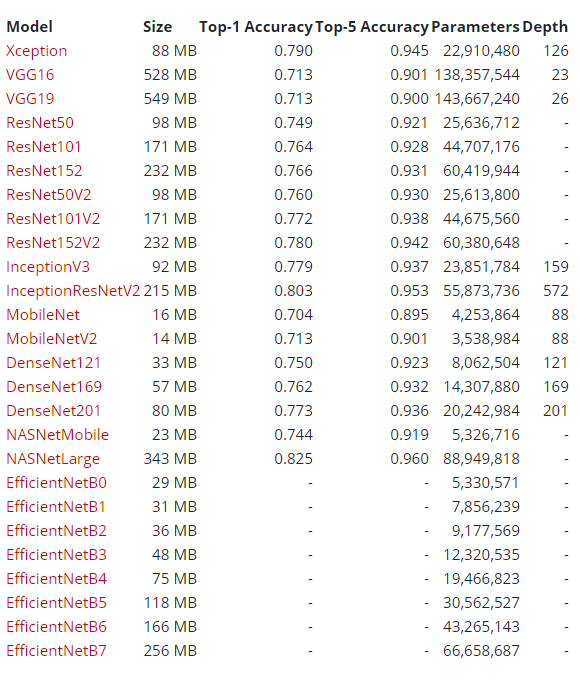 Model Size Top-1 Accuracy Top-5 Accuracy Parameters Depth
Xception 88 MB 0.790 0.945 22,910,480 126
VGG16 528 MB 0.713 0.901 138,357,544 23
VGG19 549 MB 0.713 0.900 143,667,240 26
ResNet50 98 MB 0.749 0.921 25,636,712 -
ResNet101 171 MB 0.764 0.928 44,707,176 -
ResNet152 232 MB 0.766 0.931 60,419,944 -
ResNet50V2 98 MB 0.760 0.930 25,613,800 -
ResNet101V2 171 MB 0.772 0.938 44,675,560 -
ResNet152V2 232 MB 0.780 0.942 60,380,648 -
InceptionV3 92 MB 0.779 0.937 23,851,784 159
InceptionResNetV2 215 MB 0.803 0.953 55,873,736 572
MobileNet 16 MB 0.704 0.895 4,253,864 88
MobileNetV2 14 MB 0.713 0.901 3,538,984 88
DenseNet121 33 MB 0.750 0.923 8,062,504 121
DenseNet169 57 MB 0.762 0.932 14,307,880 169
DenseNet201 80 MB 0.773 0.936 20,242,984 201
NASNetMobile 23 MB 0.744 0.919 5,326,716 -
NASNetLarge 343 MB 0.825 0.960 88,949,818 -
EfficientNetB0 29 MB - - 5,330,571 -
EfficientNetB1 31 MB - - 7,856,239 -
EfficientNetB2 36 MB - - 9,177,569 -
EfficientNetB3 48 MB - - 12,320,535 -
EfficientNetB4 75 MB - - 19,466,823 -
EfficientNetB5 118 MB - - 30,562,527 -
EfficientNetB6 166 MB - - 43,265,143 -
EfficientNetB7 256 MB - - 66,658,687 -